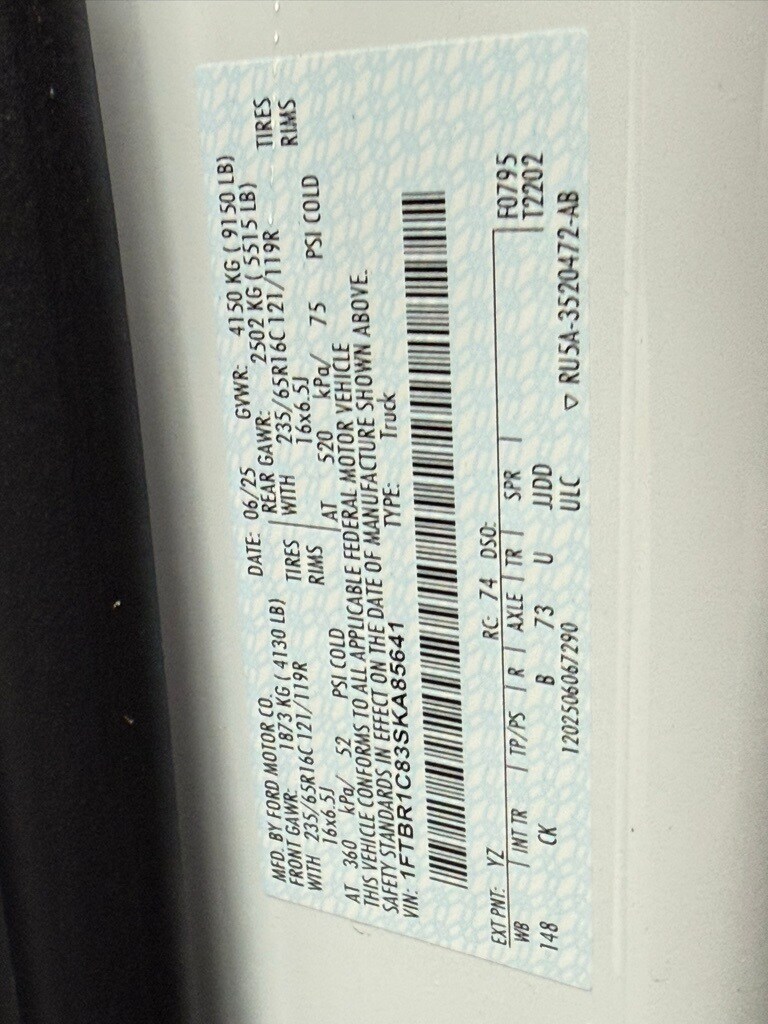 MFD. BY FORD MOTOR CO.
DATE: 06/25 GVWR: 4150 KG ( 9150 LB)
FRONT GAWR: 1873 KG ( 4130 LB)
REAR GAWR: 2502 KG ( 5515 LB)
WITH 235/65R16C 121/119R TIRES
WITH 235/65R16C 121/119R TIRES
16x6.5J RIMS
16x6.5J RIMS
AT 360 kPa/ 52 PSI COLD
AT 520 kPa/ 75 PSI COLD
THIS VEHICLE CONFORMS TO ALL APPLICABLE FEDERAL MOTOR VEHICLE
SAFETY STANDARDS IN EFFECT ON THE DATE OF MANUFACTURE SHOWN ABOVE.
VIN: 1FTBR1C83SKA85641 TYPE: Truck
EXT PNT: YZ RC: 74 DSO:
WB INT TR TP/PS R AXLE TR SPR F0795
T2202
148 CK B 73 U JJDD
1202506067290 ULC ▽ RU5A-3520472-AB